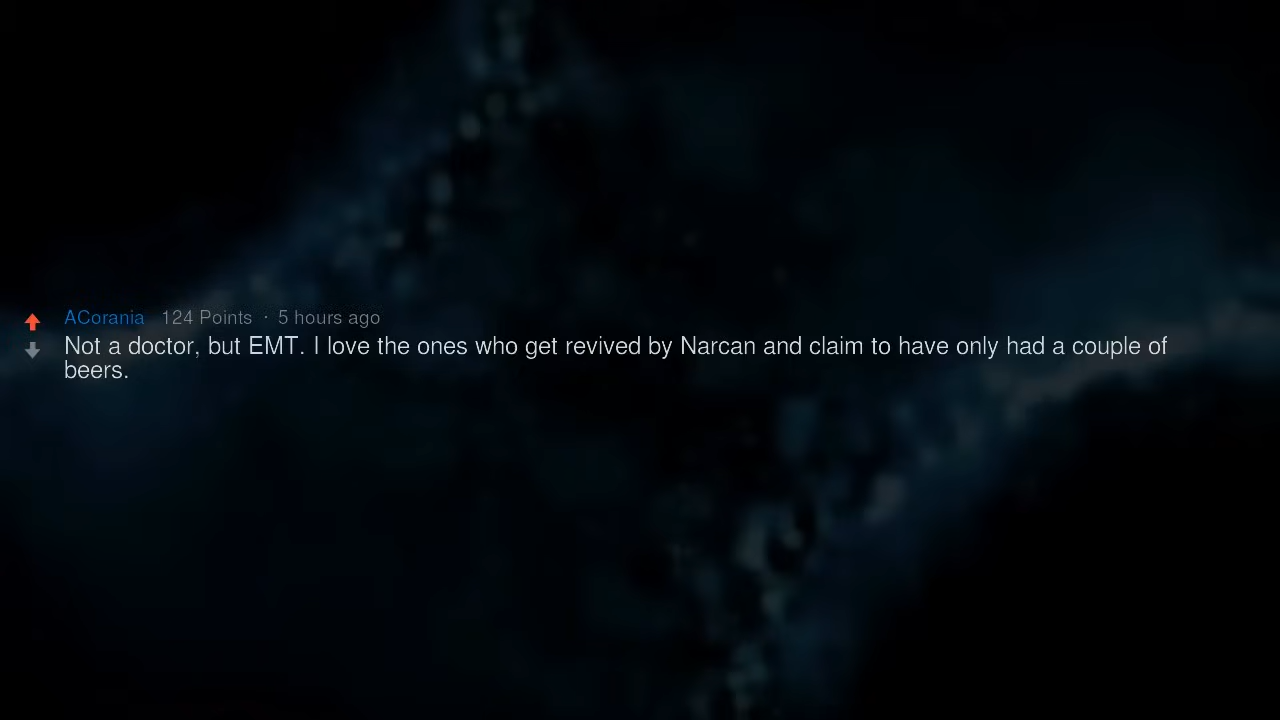 ACorania 124 Points · 5 hours ago
Not a doctor, but EMT. I love the ones who get revived by Narcan and claim to have only had a couple of
beers.